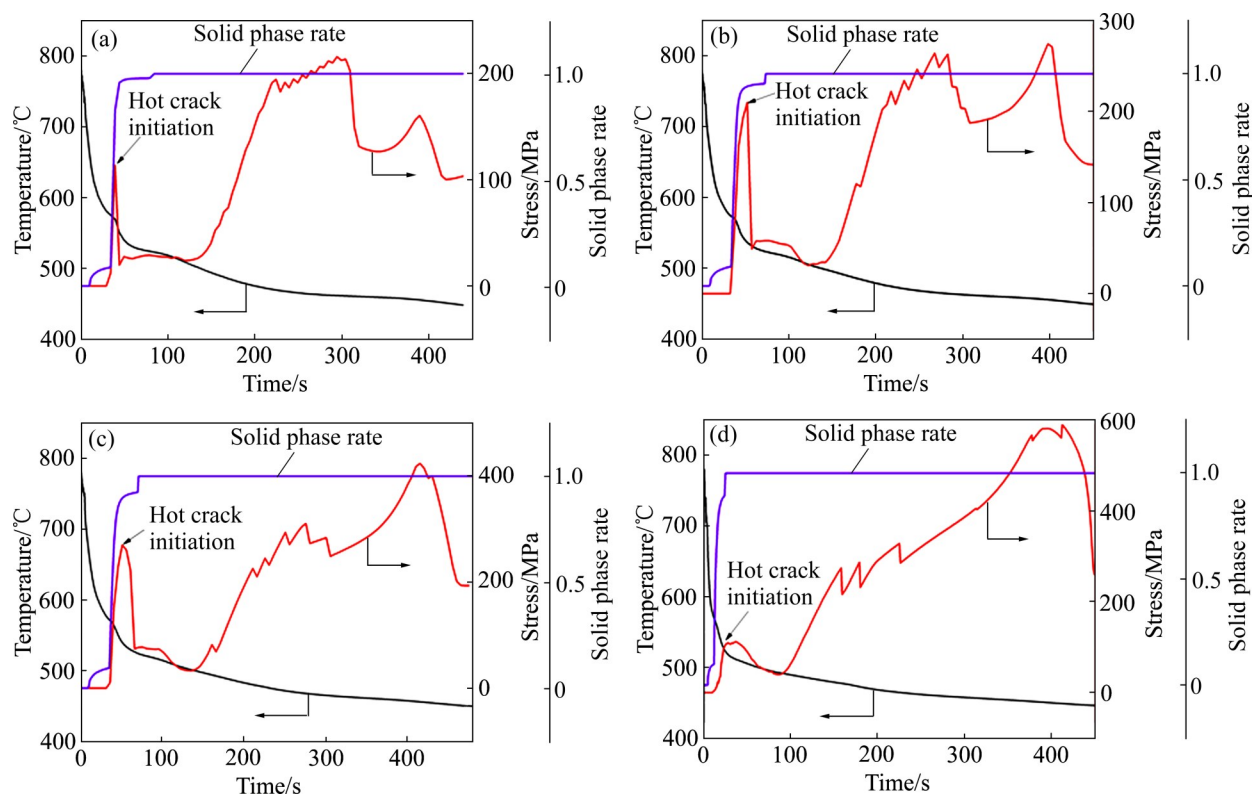 (a)
Solid phase rate
Hot crack
initiation
800
700
600
500
400
Temperature/℃
0
100
200
300
400
Time/s
200
100
0
Stress/MPa
1.0
0.5
0
Solid phase rate
(b)
Solid phase rate
Hot crack
initiation
800
700
600
500
400
Temperature/℃
0
100
200
300
400
Time/s
300
200
100
0
Stress/MPa
1.0
0.5
0
Solid phase rate
(c)
Solid phase rate
Hot crack
initiation
800
700
600
500
400
Temperature/℃
0
100
200
300
400
Time/s
400
200
0
Stress/MPa
1.0
0.5
0
Solid phase rate
(d)
Solid phase rate
Hot crack
initiation
800
700
600
500
400
Temperature/℃
0
100
200
300
400
Time/s
600
400
200
0
Stress/MPa
1.0
0.5
0
Solid phase rate